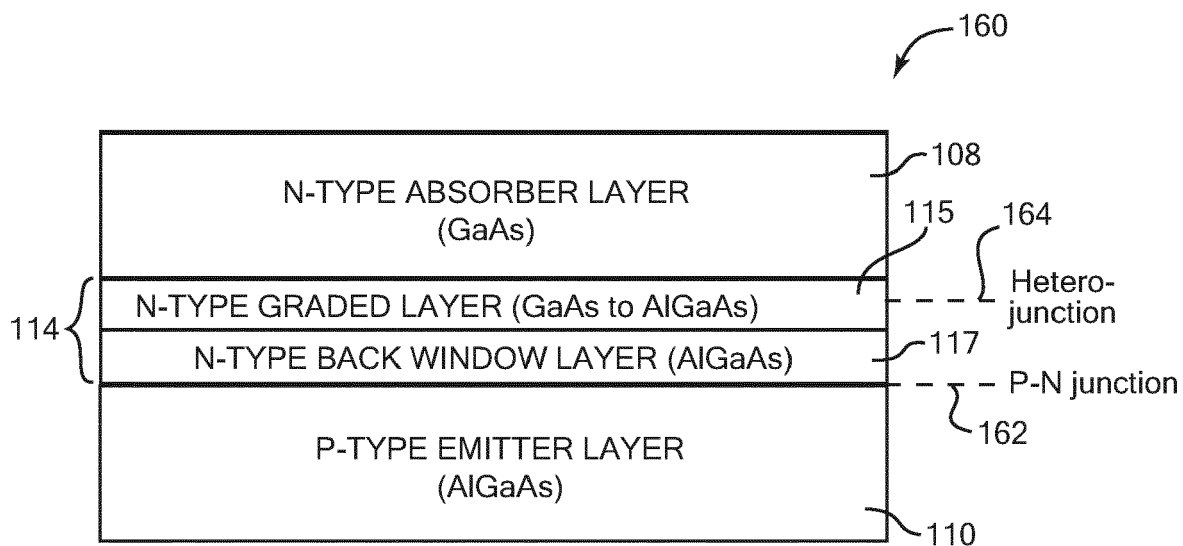 160
N-TYPE ABSORBER LAYER
(GaAs)
108
115
164
N-TYPE GRADED LAYER (GaAs to AlGaAs)
Hetero-
junction
114
N-TYPE BACK WINDOW LAYER (AlGaAs)
117
P-N junction
162
P-TYPE EMITTER LAYER
(AlGaAs)
110